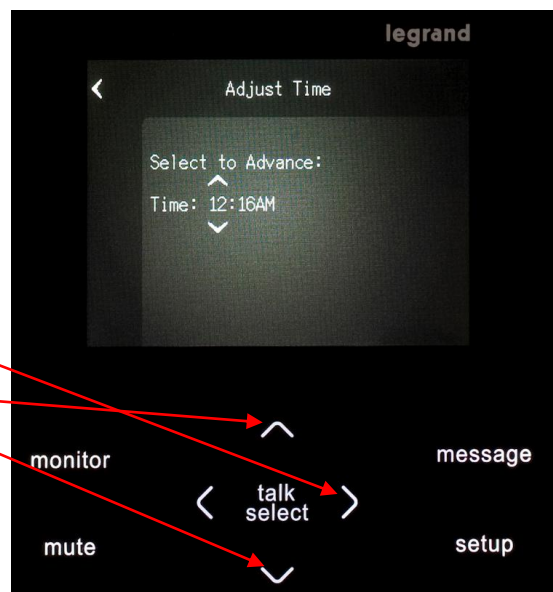 legrand
Adjust Time
Select to Advance:
Time: 12:16AM
monitor
message
talk
select
mute
setup